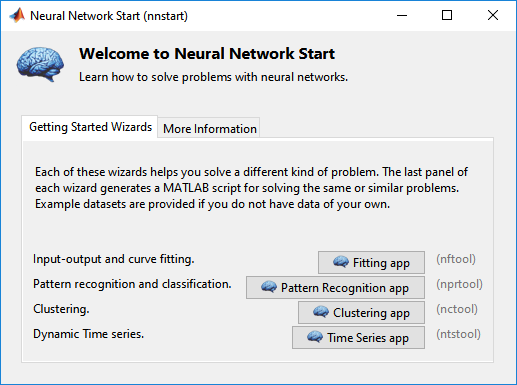 Neural Network Start (nnstart)
Welcome to Neural Network Start
Learn how to solve problems with neural networks.
Getting Started Wizards
More Information
Each of these wizards helps you solve a different kind of problem. The last panel of
each wizard generates a MATLAB script for solving the same or similar problems.
Example datasets are provided if you do not have data of your own.
Input-output and curve fitting. Fitting app (nftool)
Pattern recognition and classification. Pattern Recognition app (nprtool)
Clustering. Clustering app (nctool)
Dynamic Time series. Time Series app (ntstool)